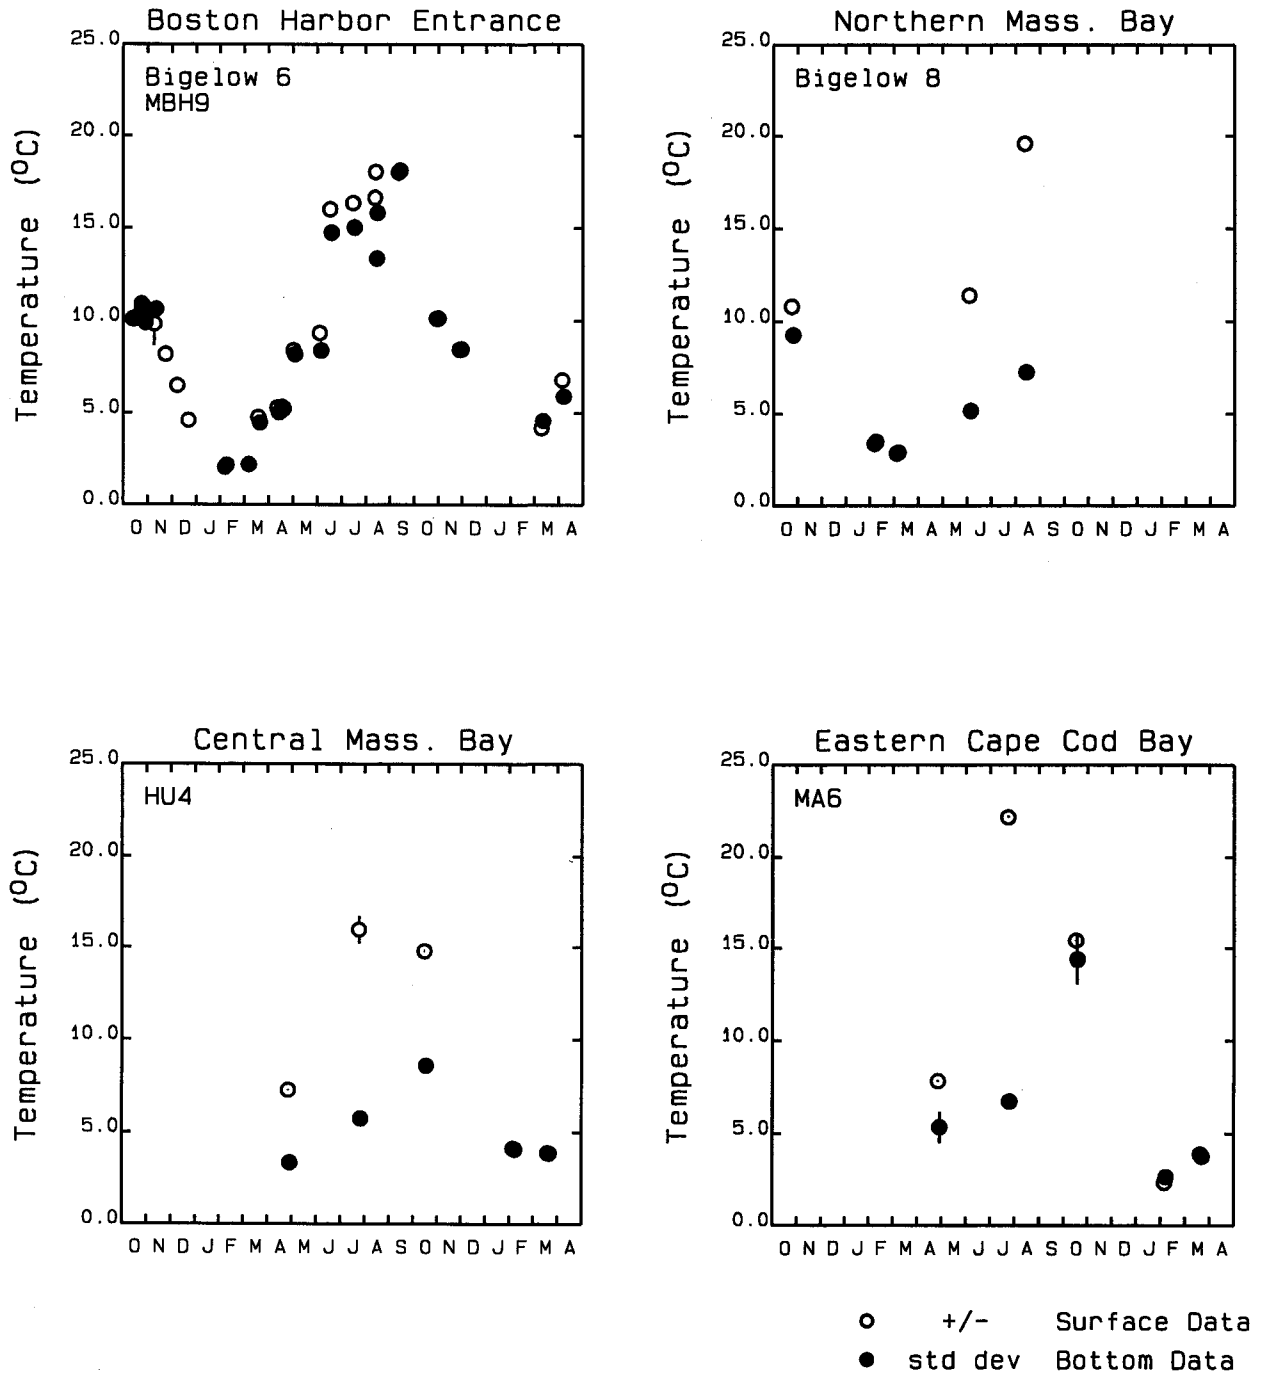 Boston Harbor Entrance
25.0
Bigelow 6
MBH9
20.0
15.0
10.0
5.0
0.0
Temperature (°C)
O N D J F M A M J J A S O N D J F M A
Northern Mass. Bay
25.0
Bigelow 8
20.0
15.0
10.0
5.0
0.0
Temperature (°C)
O N D J F M A M J J A S O N D J F M A
Central Mass. Bay
25.0
HU4
20.0
15.0
10.0
5.0
0.0
Temperature (°C)
O N D J F M A M J J A S O N D J F M A
Eastern Cape Cod Bay
25.0
MA6
20.0
15.0
10.0
5.0
0.0
Temperature (°C)
O N D J F M A M J J A S O N D J F M A
+/- Surface Data
std dev Bottom Data